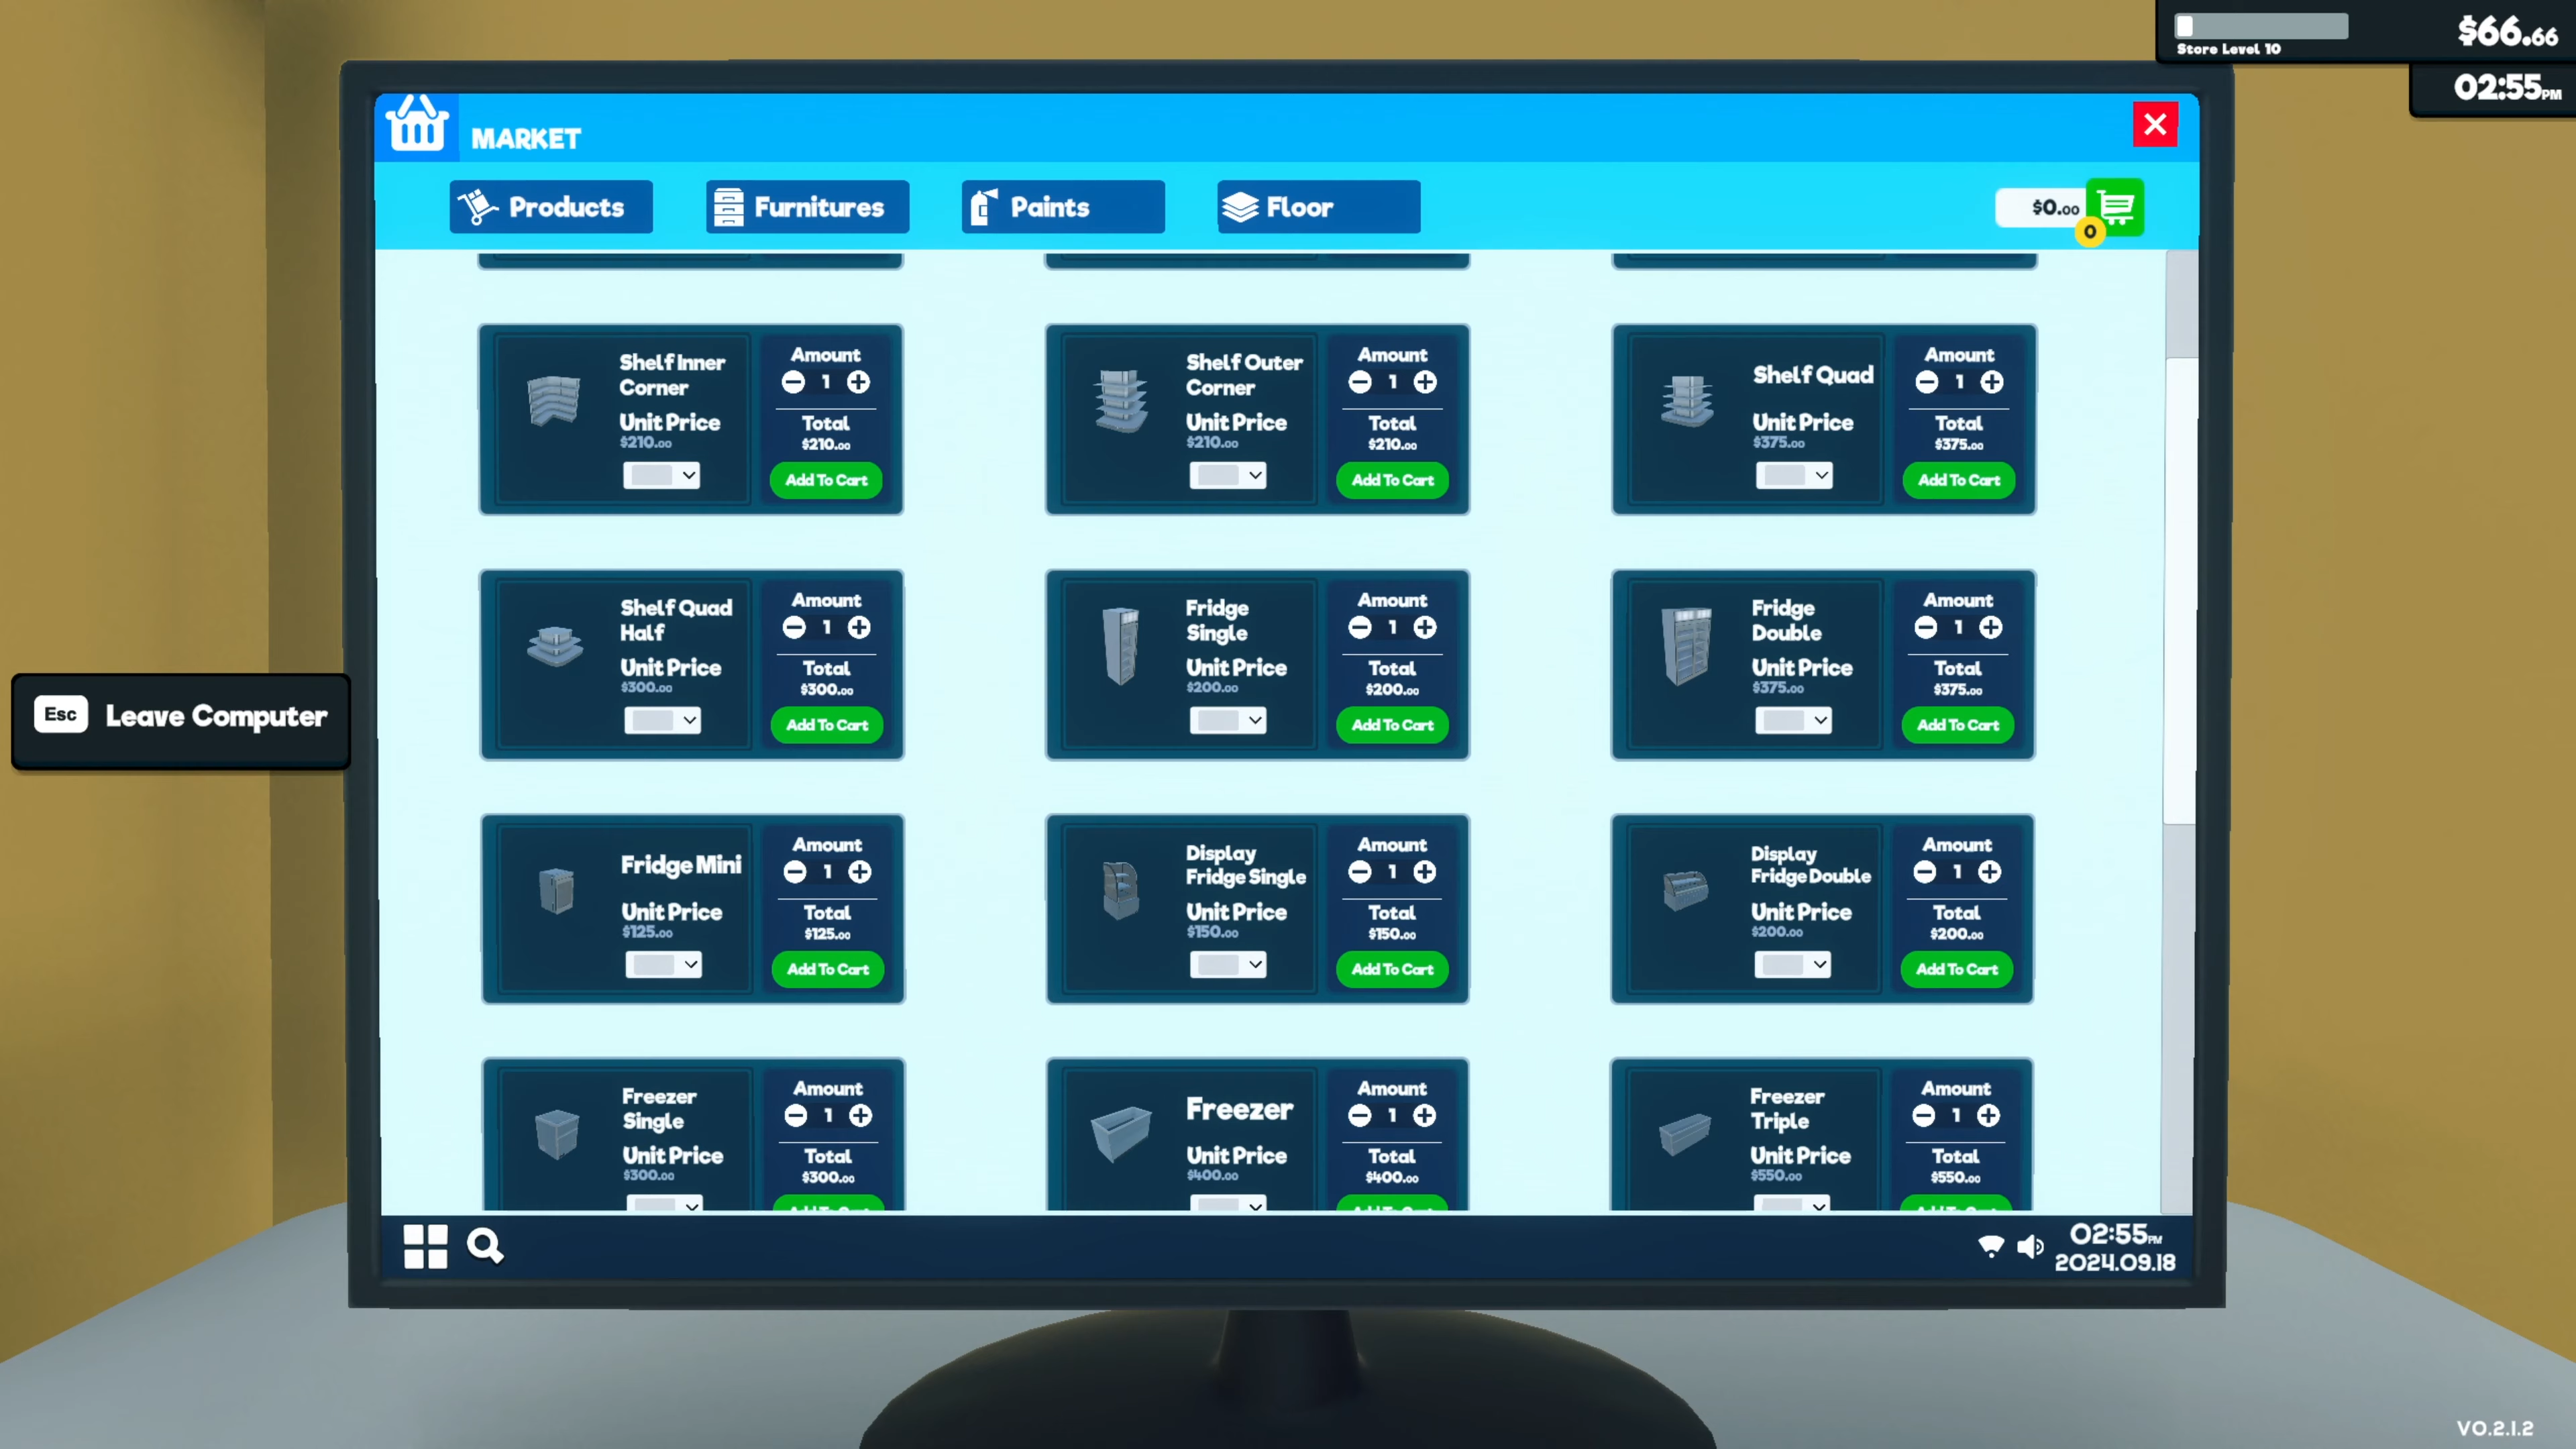 Store Level 10
$66.66
02:55PM
MARKET
Products
Furnitures
Paints
Floor
$0.00
0
Shelf Inner
Corner
Unit Price
$210.00
Amount
1
Total
$210.00
Add To Cart
Shelf Outer
Corner
Unit Price
$210.00
Amount
1
Total
$210.00
Add To Cart
Shelf Quad
Unit Price
$375.00
Amount
1
Total
$375.00
Add To Cart
Shelf Quad
Half
Unit Price
$300.00
Amount
1
Total
$300.00
Add To Cart
Fridge
Single
Unit Price
$200.00
Amount
1
Total
$200.00
Add To Cart
Fridge
Double
Unit Price
$375.00
Amount
1
Total
$375.00
Add To Cart
Esc Leave Computer
Fridge Mini
Unit Price
$125.00
Amount
1
Total
$125.00
Add To Cart
Display
Fridge Single
Unit Price
$150.00
Amount
1
Total
$150.00
Add To Cart
Display
Fridge Double
Unit Price
$200.00
Amount
1
Total
$200.00
Add To Cart
Freezer
Single
Unit Price
$300.00
Amount
1
Total
$300.00
Add To Cart
Freezer
Unit Price
$400.00
Amount
1
Total
$400.00
Add To Cart
Freezer
Triple
Unit Price
$550.00
Amount
1
Total
$550.00
Add To Cart
02:55PM
2024.09.18
V0.2.1.2